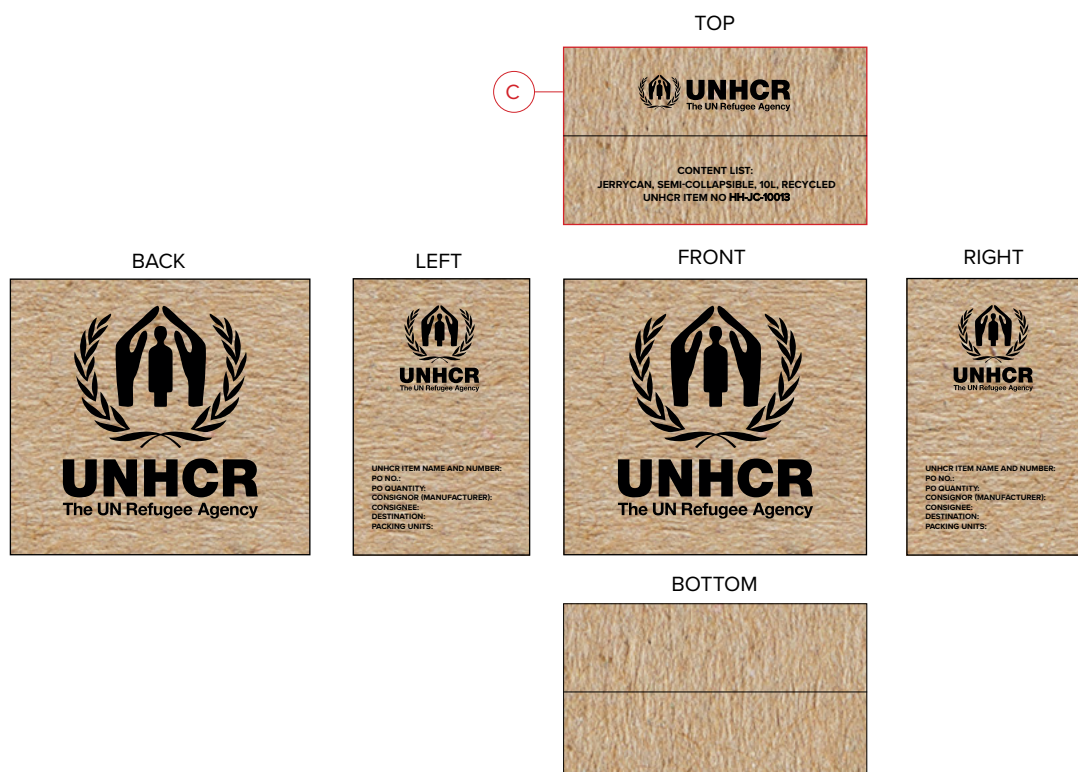 TOP
C
UNHCR
The UN Refugee Agency
CONTENT LIST:
JERRYCAN, SEMI-COLLAPSIBLE, 10L, RECYCLED
UNHCR ITEM NO HH-JC-10013
BACK
UNHCR
The UN Refugee Agency
LEFT
UNHCR
The UN Refugee Agency
UNHCR ITEM NAME AND NUMBER:
PO NO.:
PO QUANTITY:
CONSIGNOR (MANUFACTURER):
CONSIGNEE:
DESTINATION:
PACKING UNITS:
FRONT
UNHCR
The UN Refugee Agency
RIGHT
UNHCR
The UN Refugee Agency
UNHCR ITEM NAME AND NUMBER:
PO NO.:
PO QUANTITY:
CONSIGNOR (MANUFACTURER):
CONSIGNEE:
DESTINATION:
PACKING UNITS:
BOTTOM